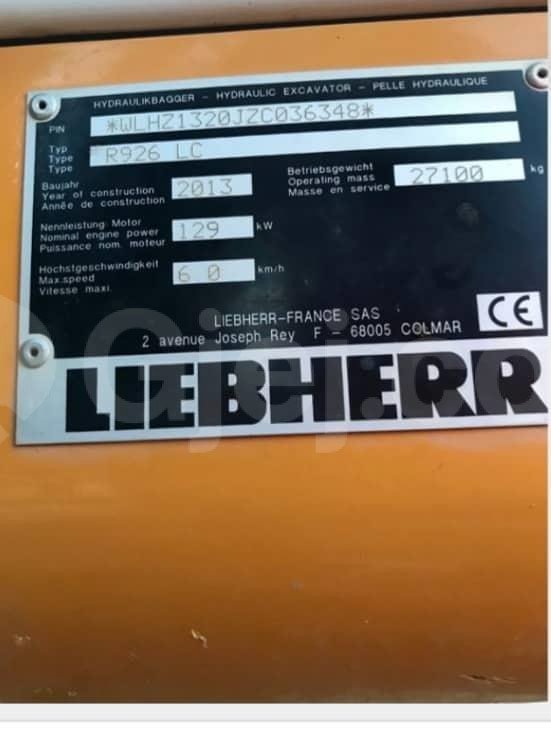 HYDRAULIKBAGGER – HYDRAULIC EXCAVATOR – PELLE HYDRAULIQUE
PIN *WLHZ1320JZC036348*
Typ
Type R926 LC
Type
Baujahr
Year of construction 2013
Année de construction
Betriebsgewicht
Operating mass 27100 kg
Masse en service
Nennleistung Motor
Nominal engine power 129 kW
Puissance nom. moteur
Höchstgeschwindigkeit
Max.speed 6.0 km/h
Vitesse maxi.
LIEBHERR-FRANCE SAS
2 avenue Joseph Rey F – 68005 COLMAR
CE
LIEBHERR
Gjej.co